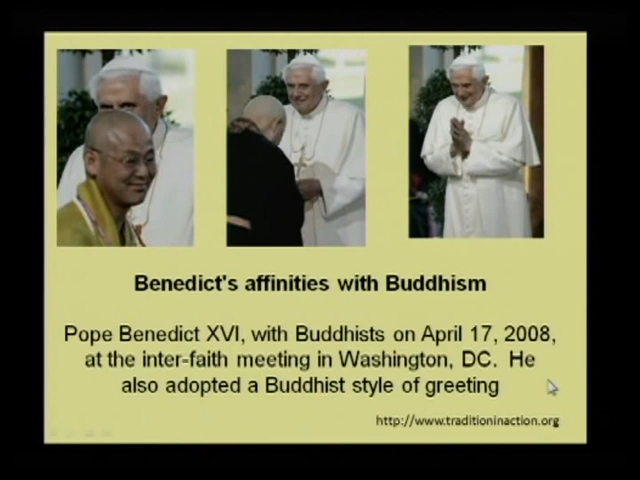 Benedict's affinities with Buddhism
Pope Benedict XVI, with Buddhists on April 17, 2008,
at the inter-faith meeting in Washington, DC.  He
also adopted a Buddhist style of greeting
http://www.traditioninaction.org